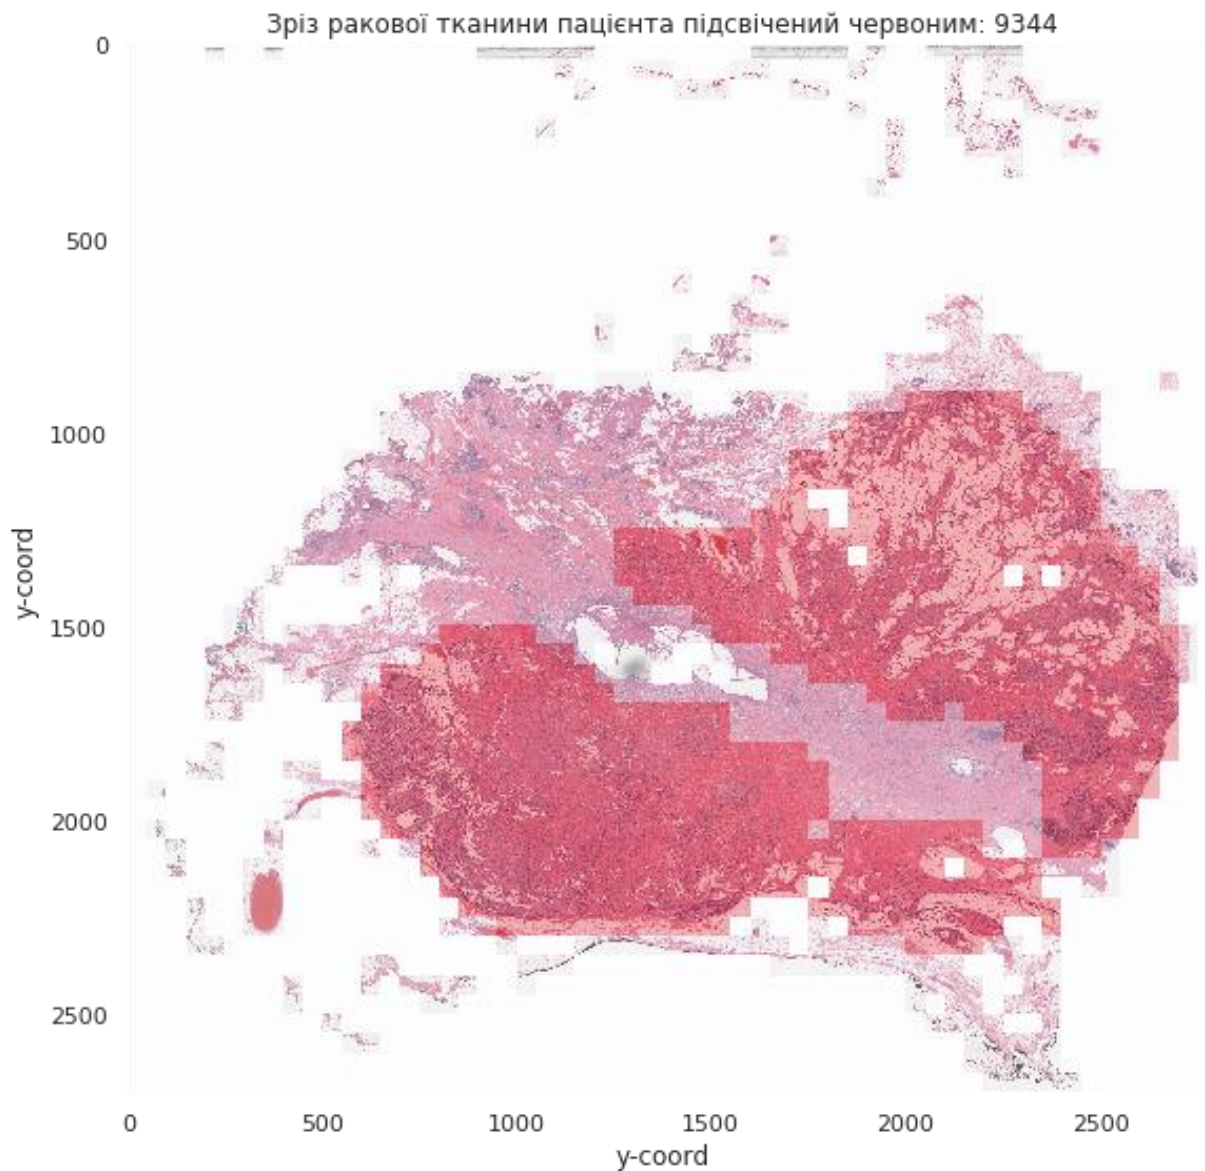 Зріз ракової тканини пацієнта підсвічений червоним: 9344
0
500
1000
1500
2000
2500
y-coord
0 500 1000 1500 2000 2500
y-coord